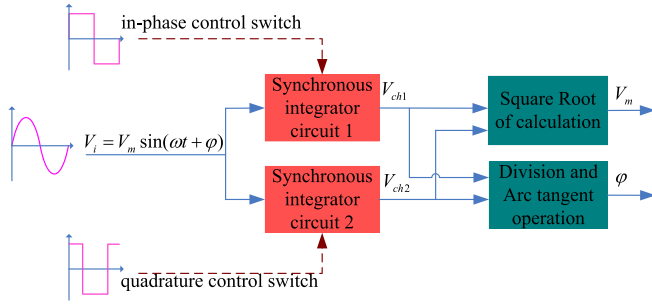 in-phase control switch
Synchronous
integrator
circuit 1
V_ch1
Square Root
of calculation
V_m
V_i = V_m sin(ωt + φ)
Synchronous
integrator
circuit 2
V_ch2
Division and
Arc tangent
operation
φ
quadrature control switch